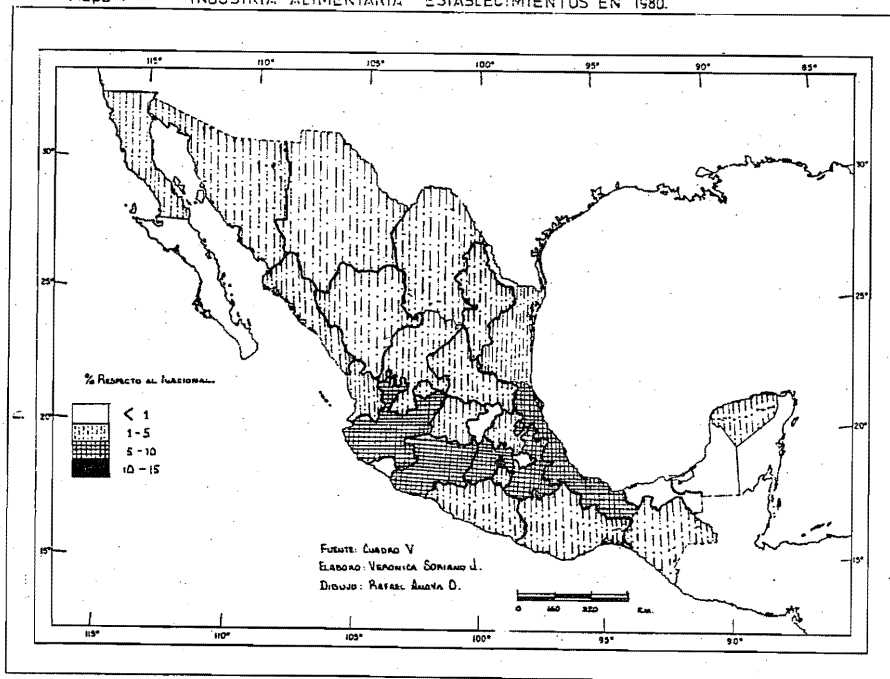 INDUSTRIA ALIMENTARIA ESTABLECIMIENTOS EN 1980.
115° 110° 105° 100° 95° 90° 85°
30° 30°
25° 25°
20° 20°
15° 15°
% RESPECTO AL NACIONAL.
< 1
1 - 5
5 - 10
10 - 15
FUENTE: CUADRO V
ELABORO: VERONICA SORIANO J.
DIBUJO: RAFAEL ANAYA D.
0 160 320 KM.
115° 110° 105° 100° 95° 90°